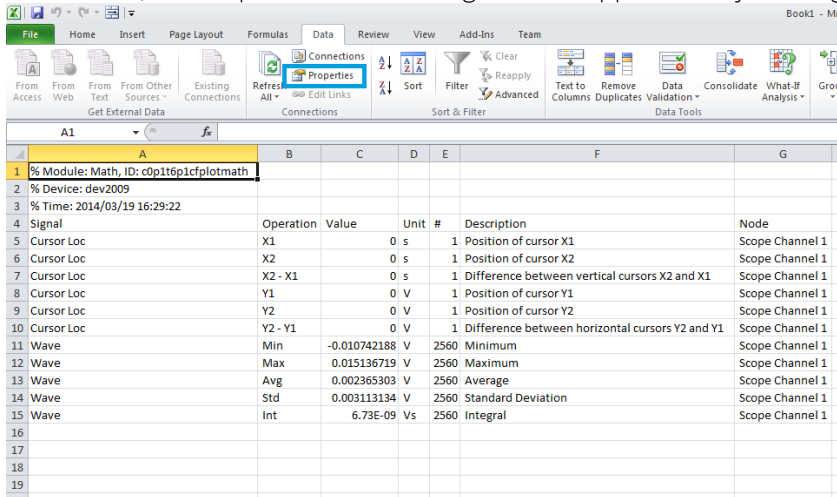 Book1 - Mi
File Home Insert Page Layout Formulas Data Review View Add-Ins Team
From Access From Web From Text From Other Sources Existing Connections Refresh All Connections Properties Edit Links Sort Filter Clear Reapply Advanced Text to Columns Remove Duplicates Data Validation Consolidate What-If Analysis
Get External Data Connections Sort & Filter Data Tools
A1 fx
A B C D E F G
1 % Module: Math, ID: c0p1t6p1cfplotmath
2 % Device: dev2009
3 % Time: 2014/03/19 16:29:22
4 Signal Operation Value Unit # Description Node
5 Cursor Loc X1 0 s 1 Position of cursor X1 Scope Channel 1
6 Cursor Loc X2 0 s 1 Position of cursor X2 Scope Channel 1
7 Cursor Loc X2 - X1 0 s 1 Difference between vertical cursors X2 and X1 Scope Channel 1
8 Cursor Loc Y1 0 V 1 Position of cursor Y1 Scope Channel 1
9 Cursor Loc Y2 0 V 1 Position of cursor Y2 Scope Channel 1
10 Cursor Loc Y2 - Y1 0 V 1 Difference between horizontal cursors Y2 and Y1 Scope Channel 1
11 Wave Min -0.010742188 V 2560 Minimum Scope Channel 1
12 Wave Max 0.015136719 V 2560 Maximum Scope Channel 1
13 Wave Avg 0.002365303 V 2560 Average Scope Channel 1
14 Wave Std 0.003113134 V 2560 Standard Deviation Scope Channel 1
15 Wave Int 6.73E-09 Vs 2560 Integral Scope Channel 1
16
17
18
19